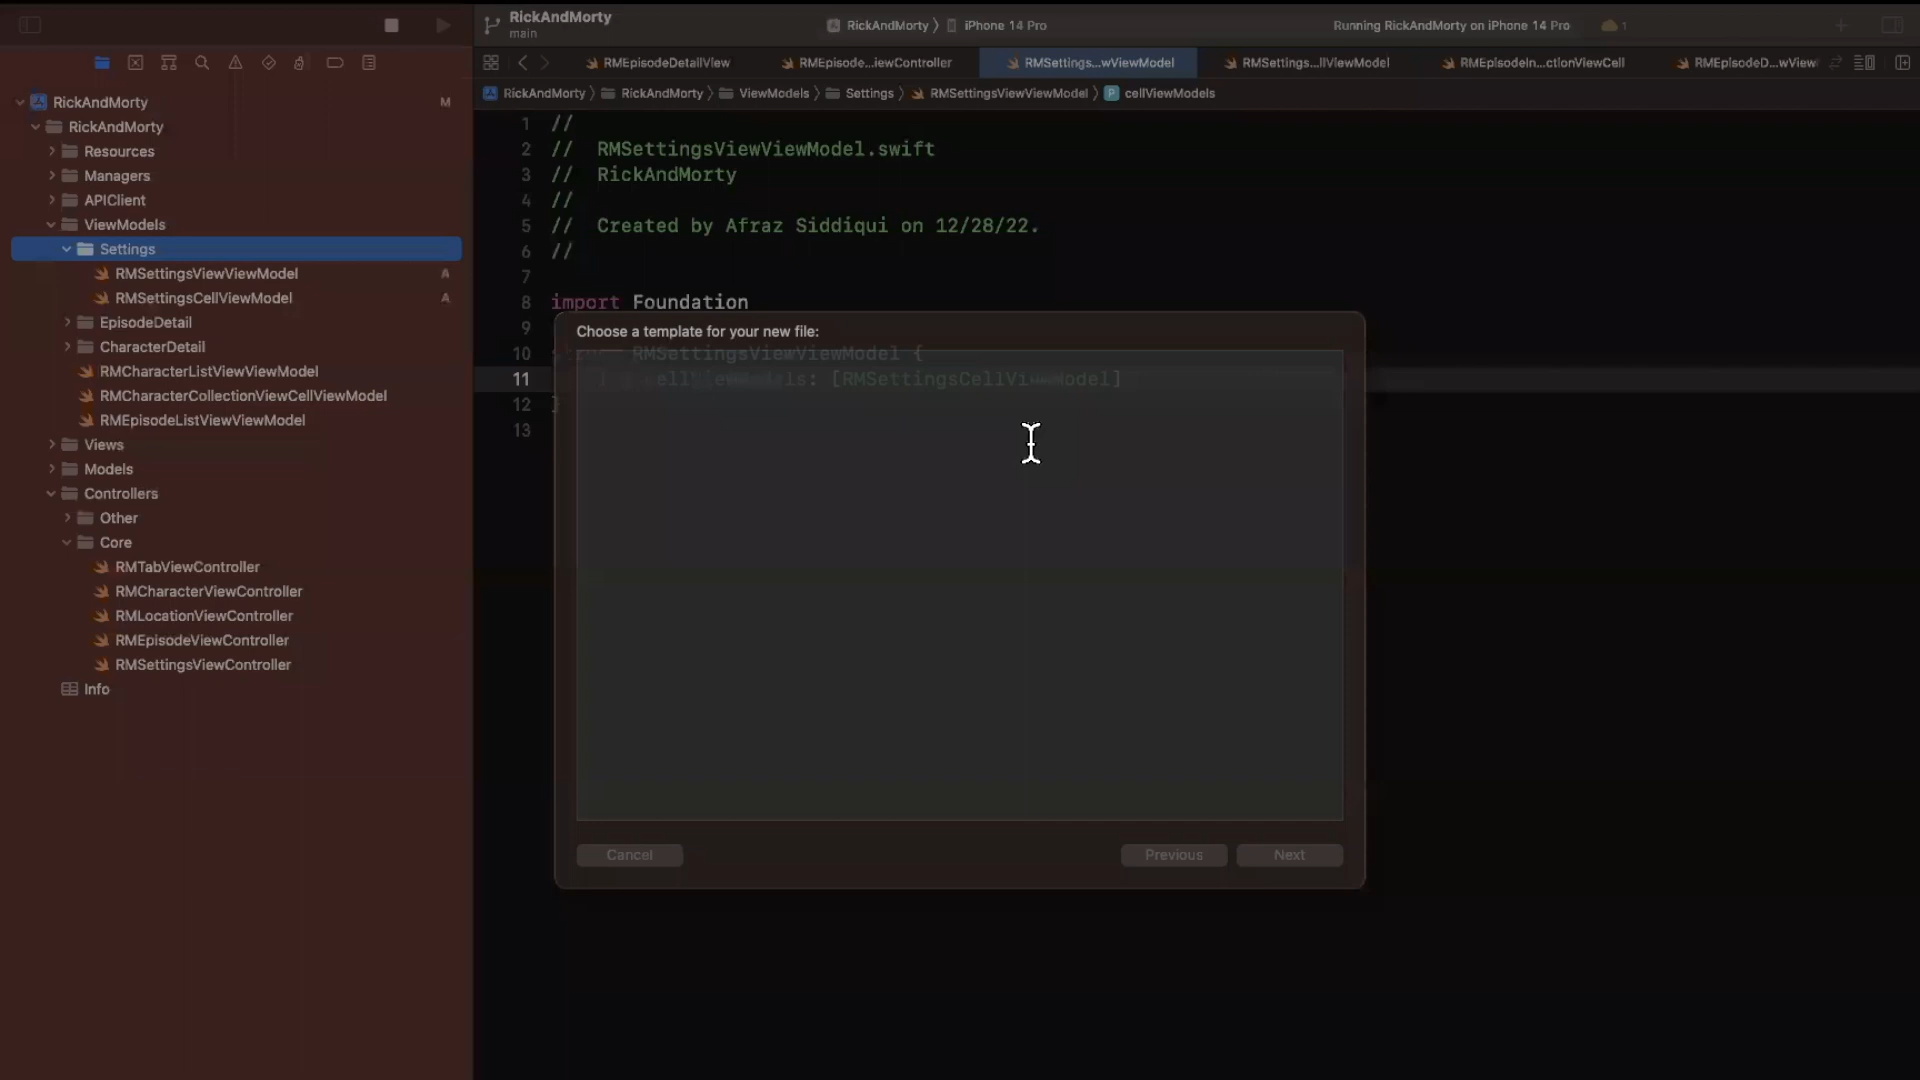 RickAndMorty
main
RickAndMorty
iPhone 14 Pro
Running RickAndMorty on iPhone 14 Pro
1
RMEpisodeDetailView
RMEpisode...iewController
RMSettings...wViewModel
RMSettings...llViewModel
RMEpisodeIn...ctionViewCell
RMEpisodeD...wView
RickAndMorty
RickAndMorty
ViewModels
Settings
RMSettingsViewViewModel
P
cellViewModels
RickAndMorty
M
RickAndMorty
Resources
Managers
APIClient
ViewModels
Settings
RMSettingsViewViewModel
A
RMSettingsCellViewModel
A
EpisodeDetail
CharacterDetail
RMCharacterListViewViewModel
RMCharacterCollectionViewCellViewModel
RMEpisodeListViewViewModel
Views
Models
Controllers
Other
Core
RMTabViewController
RMCharacterViewController
RMLocationViewController
RMEpisodeViewController
RMSettingsViewController
Info
1 //
2 // RMSettingsViewViewModel.swift
3 // RickAndMorty
4 //
5 // Created by Afraz Siddiqui on 12/28/22.
6 //
7
8 import Foundation
9
10 RMSettingsViewViewModel {
11 cellViewModels: [RMSettingsCellViewModel]
12 }
13
Choose a template for your new file:
Cancel
Previous
Next